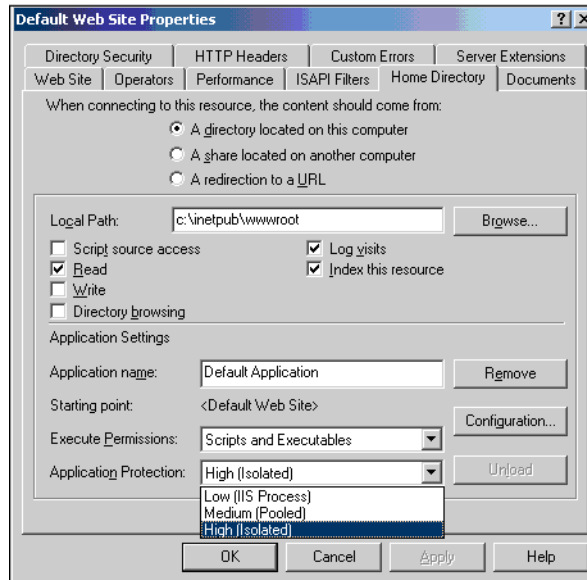 Default Web Site Properties
Directory Security HTTP Headers Custom Errors Server Extensions
Web Site Operators Performance ISAPI Filters Home Directory Documents
When connecting to this resource, the content should come from:
A directory located on this computer
A share located on another computer
A redirection to a URL
Local Path: c:\inetpub\wwwroot Browse...
Script source access Log visits
Read Index this resource
Write
Directory browsing
Application Settings
Application name: Default Application Remove
Starting point: <Default Web Site>
Configuration...
Execute Permissions: Scripts and Executables
Application Protection: High (Isolated) Unload
Low (IIS Process)
Medium (Pooled)
High (Isolated)
OK Cancel Apply Help